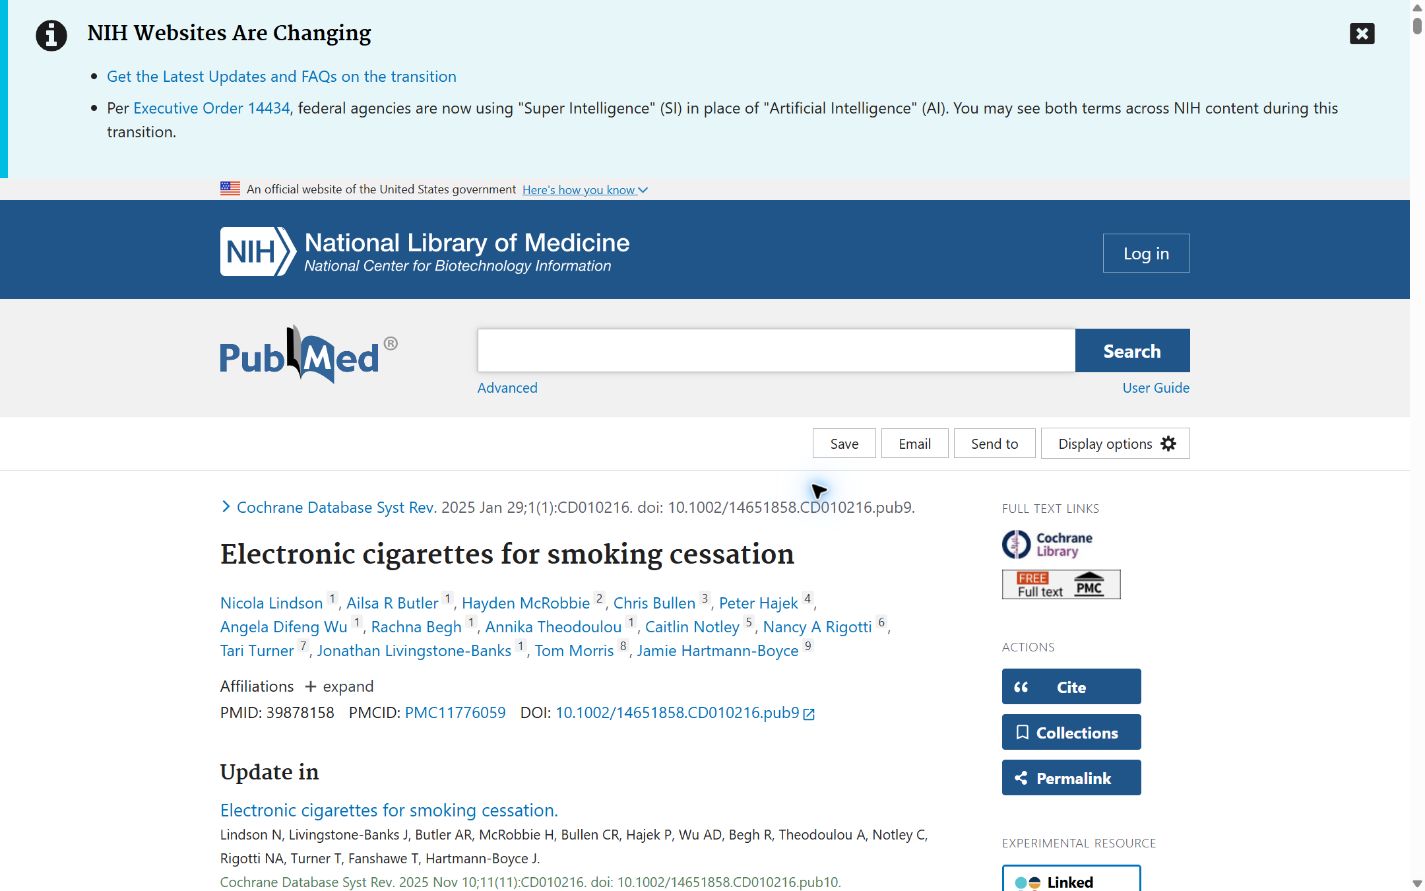 NIH Websites Are Changing
Get the Latest Updates and FAQs on the transition
Per Executive Order 14434, federal agencies are now using "Super Intelligence" (SI) in place of "Artificial Intelligence" (AI). You may see both terms across NIH content during this
transition.
An official website of the United States government Here's how you know
NIH National Library of Medicine
National Center for Biotechnology Information
Log in
PubMed®
Search
Advanced
User Guide
Save
Email
Send to
Display options
Cochrane Database Syst Rev. 2025 Jan 29;1(1):CD010216. doi: 10.1002/14651858.CD010216.pub9.
Electronic cigarettes for smoking cessation
Nicola Lindson 1, Ailsa R Butler 1, Hayden McRobbie 2, Chris Bullen 3, Peter Hajek 4,
Angela Difeng Wu 1, Rachna Begh 1, Annika Theodoulou 1, Caitlin Notley 5, Nancy A Rigotti 6,
Tari Turner 7, Jonathan Livingstone-Banks 1, Tom Morris 8, Jamie Hartmann-Boyce 9
Affiliations + expand
PMID: 39878158 PMCID: PMC11776059 DOI: 10.1002/14651858.CD010216.pub9
Update in
Electronic cigarettes for smoking cessation.
Lindson N, Livingstone-Banks J, Butler AR, McRobbie H, Bullen CR, Hajek P, Wu AD, Begh R, Theodoulou A, Notley C,
Rigotti NA, Turner T, Fanshawe T, Hartmann-Boyce J.
Cochrane Database Syst Rev. 2025 Nov 10;11(11):CD010216. doi: 10.1002/14651858.CD010216.pub10.
FULL TEXT LINKS
Cochrane
Library
FREE
Full text PMC
ACTIONS
Cite
Collections
Permalink
EXPERIMENTAL RESOURCE
Linked